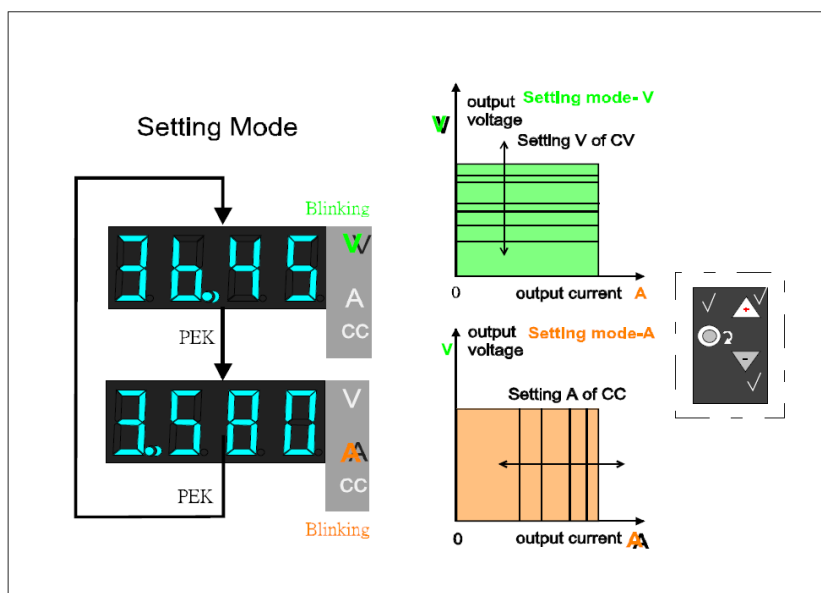 Setting Mode
Blinking
36.45
V
A
CC
PEK
3.580
V
A
CC
PEK
Blinking
output voltage
Setting mode- V
V
Setting V of CV
0
output current A
output voltage
Setting mode-A
V
Setting A of CC
0
output current A
+
-